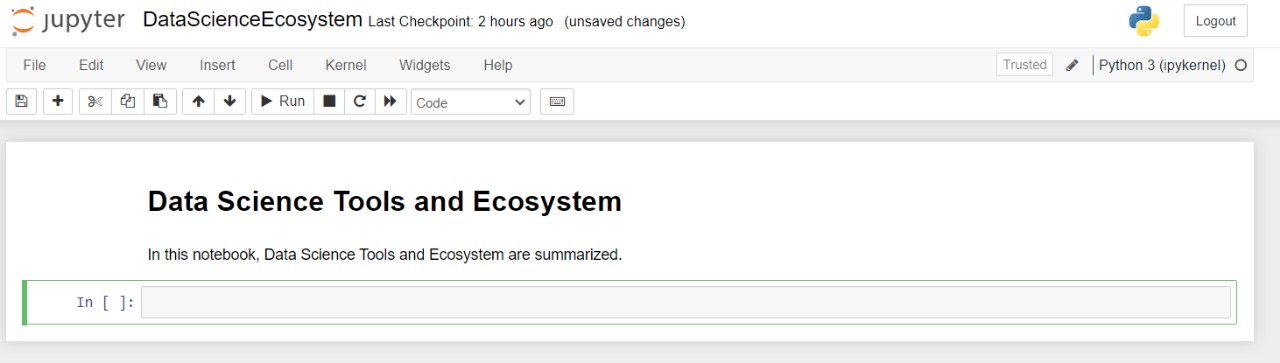 jupyter DataScienceEcosystem Last Checkpoint: 2 hours ago (unsaved changes) Logout
File Edit View Insert Cell Kernel Widgets Help Trusted Python 3 (ipykernel)
Run Code
Data Science Tools and Ecosystem
In this notebook, Data Science Tools and Ecosystem are summarized.
In [ ]: